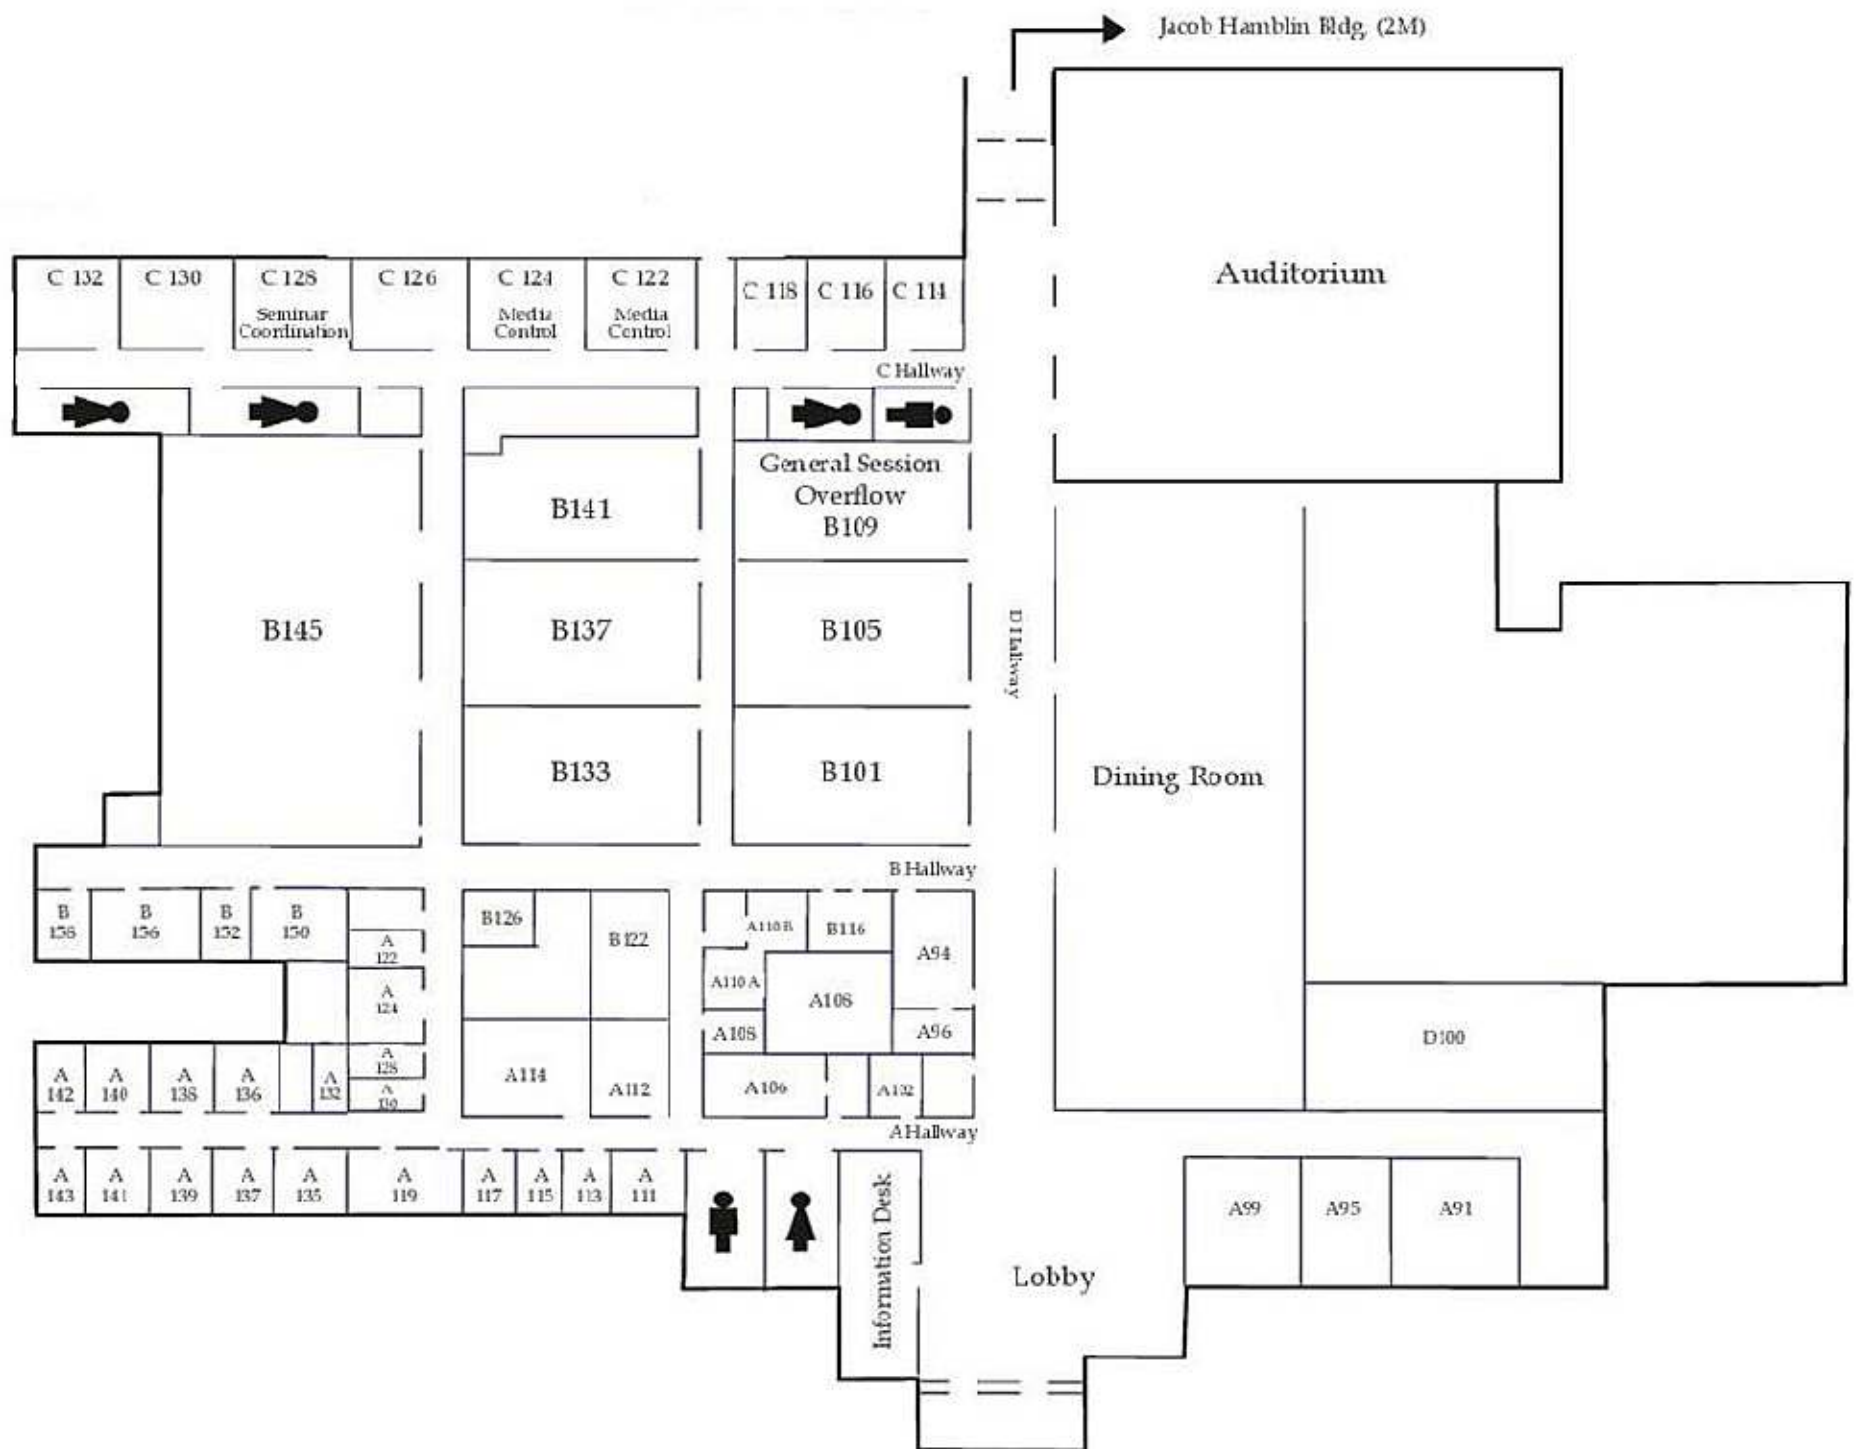 Jacob Hamblin Bldg. (2M)
Auditorium
C 132
C 130
C 128
Seminar
Coordination
C 126
C 124
Media
Control
C 122
Media
Control
C 118
C 116
C 114
C Hallway
General Session
Overflow
B109
B141
B145
B137
B105
D Hallway
B133
B101
Dining Room
B Hallway
B
158
B
156
B
152
B
150
A
122
A
124
A
128
A
130
B126
B122
A110 B
B116
A94
A110 A
A108
A108
A96
A114
A112
A106
A102
D100
A
142
A
140
A
138
A
136
A
132
A Hallway
A
143
A
141
A
139
A
137
A
135
A
119
A
117
A
115
A
113
A
111
Information Desk
Lobby
A99
A95
A91